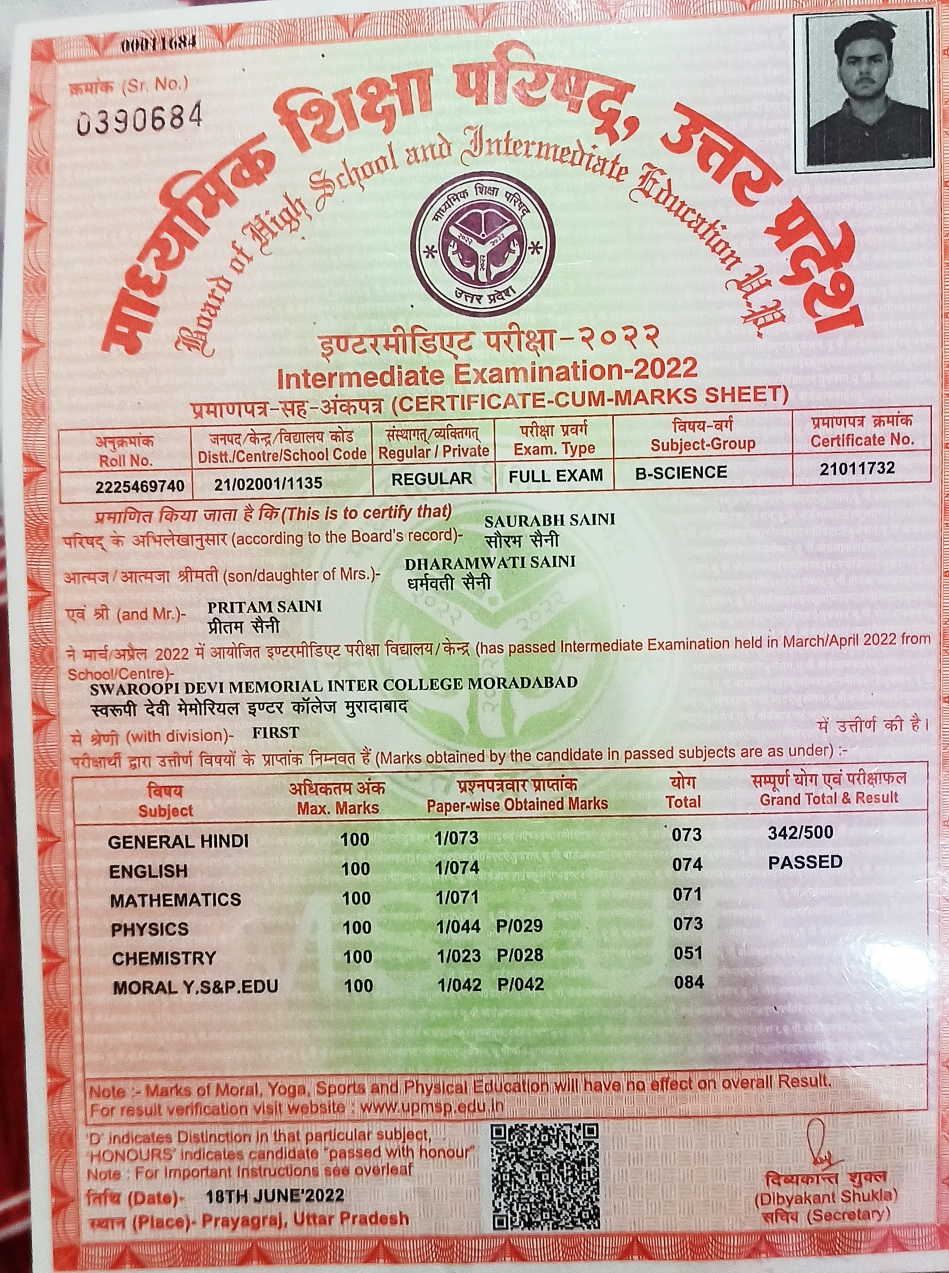 00011684
क्रमांक (Sr. No.)
0390684
माध्यमिक शिक्षा परिषद्, उत्तर प्रदेश
Board of High School and Intermediate Education U.P.
माध्यमिक शिक्षा परिषद्
उत्तर प्रदेश
इण्टरमीडिएट परीक्षा-२०२२
Intermediate Examination-2022
प्रमाणपत्र-सह-अंकपत्र (CERTIFICATE-CUM-MARKS SHEET)
अनुक्रमांक जनपद/केन्द्र/विद्यालय कोड संस्थागत/व्यक्तिगत परीक्षा प्रवर्ग विषय-वर्ग प्रमाणपत्र क्रमांक
Roll No. Distt./Centre/School Code Regular / Private Exam. Type Subject-Group Certificate No.
2225469740 21/02001/1135 REGULAR FULL EXAM B-SCIENCE 21011732
प्रमाणित किया जाता है कि (This is to certify that) SAURABH SAINI
परिषद् के अभिलेखानुसार (according to the Board's record)- सौरभ सैनी
DHARAMWATI SAINI
आत्मज/आत्मजा श्रीमती (son/daughter of Mrs.)- धर्मवती सैनी
एवं श्री (and Mr.)- PRITAM SAINI
प्रीतम सैनी
ने मार्च/अप्रैल 2022 में आयोजित इण्टरमीडिएट परीक्षा विद्यालय/केन्द्र (has passed Intermediate Examination held in March/April 2022 from
School/Centre)-
SWAROOPI DEVI MEMORIAL INTER COLLEGE MORADABAD
स्वरूपी देवी मेमोरियल इण्टर कॉलेज मुरादाबाद
से श्रेणी (with division)- FIRST में उत्तीर्ण की है।
परीक्षार्थी द्वारा उत्तीर्ण विषयों के प्राप्तांक निम्नवत हैं (Marks obtained by the candidate in passed subjects are as under) :-
विषय अधिकतम अंक प्रश्नपत्रवार प्राप्तांक योग सम्पूर्ण योग एवं परीक्षाफल
Subject Max. Marks Paper-wise Obtained Marks Total Grand Total & Result
GENERAL HINDI 100 1/073 073 342/500
ENGLISH 100 1/074 074 PASSED
MATHEMATICS 100 1/071 071
PHYSICS 100 1/044 P/029 073
CHEMISTRY 100 1/023 P/028 051
MORAL Y.S&P.EDU 100 1/042 P/042 084
Note :- Marks of Moral, Yoga, Sports and Physical Education will have no effect on overall Result.
For result verification visit website : www.upmsp.edu.in
'D' indicates Distinction in that particular subject,
'HONOURS' indicates candidate "passed with honour"
Note : For Important Instructions see overleaf
तिथि (Date)- 18TH JUNE'2022
स्थान (Place)- Prayagraj, Uttar Pradesh
दिब्यकान्त शुक्ल
(Dibyakant Shukla)
सचिव (Secretary)